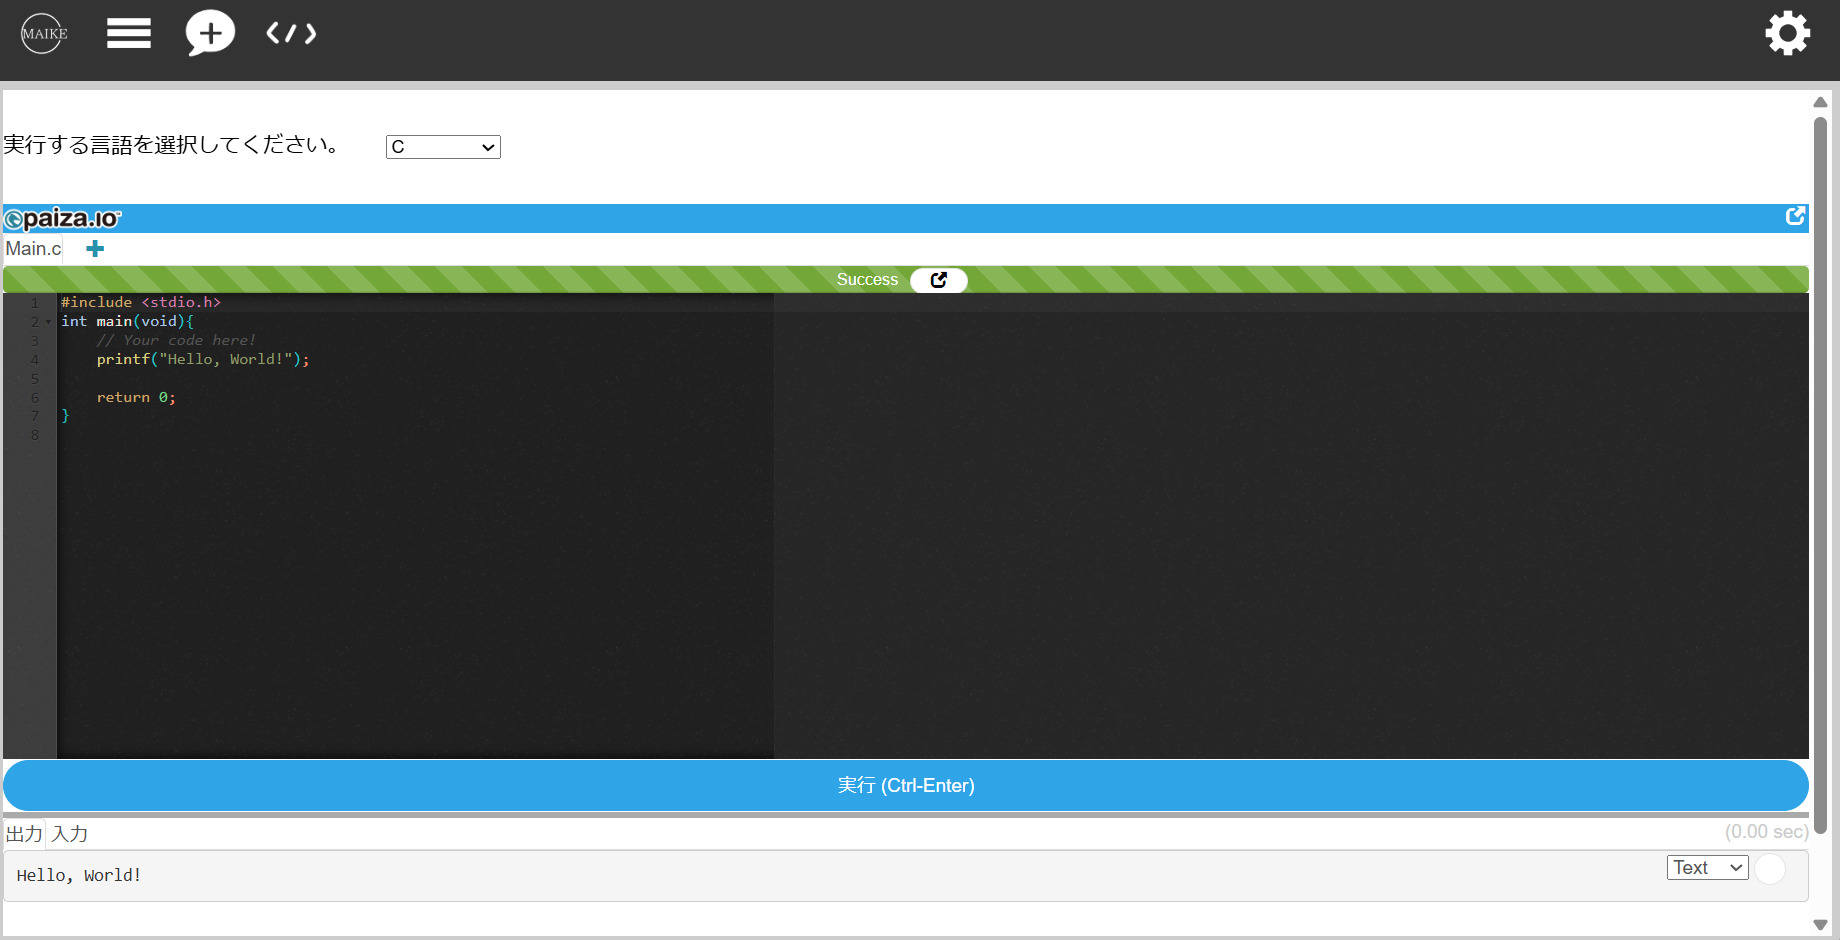 MAIKE
実行する言語を選択してください。 C
paiza.io
Main.c
Success
1 #include <stdio.h>
2 int main(void){
3     // Your code here!
4     printf("Hello, World!");
5
6     return 0;
7 }
8
実行 (Ctrl-Enter)
出力 入力 (0.00 sec)
Hello, World! Text